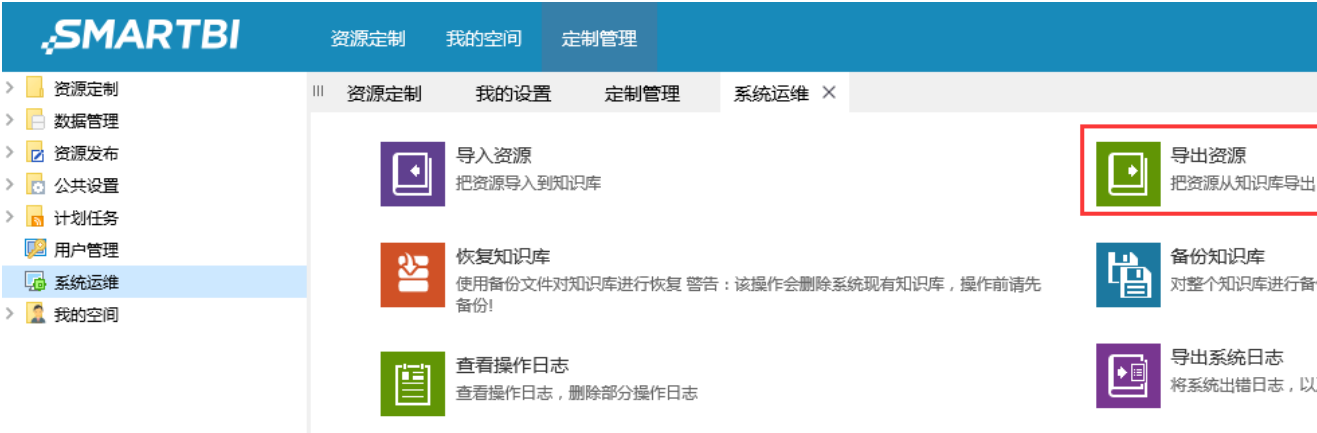 SMARTBI
资源定制 我的空间 定制管理
资源定制
数据管理
资源发布
公共设置
计划任务
用户管理
系统运维
我的空间
资源定制 我的设置 定制管理 系统运维
导入资源
把资源导入到知识库
导出资源
把资源从知识库导出
恢复知识库
使用备份文件对知识库进行恢复 警告：该操作会删除系统现有知识库，操作前请先
备份!
备份知识库
对整个知识库进行备
查看操作日志
查看操作日志，删除部分操作日志
导出系统日志
将系统出错日志，以